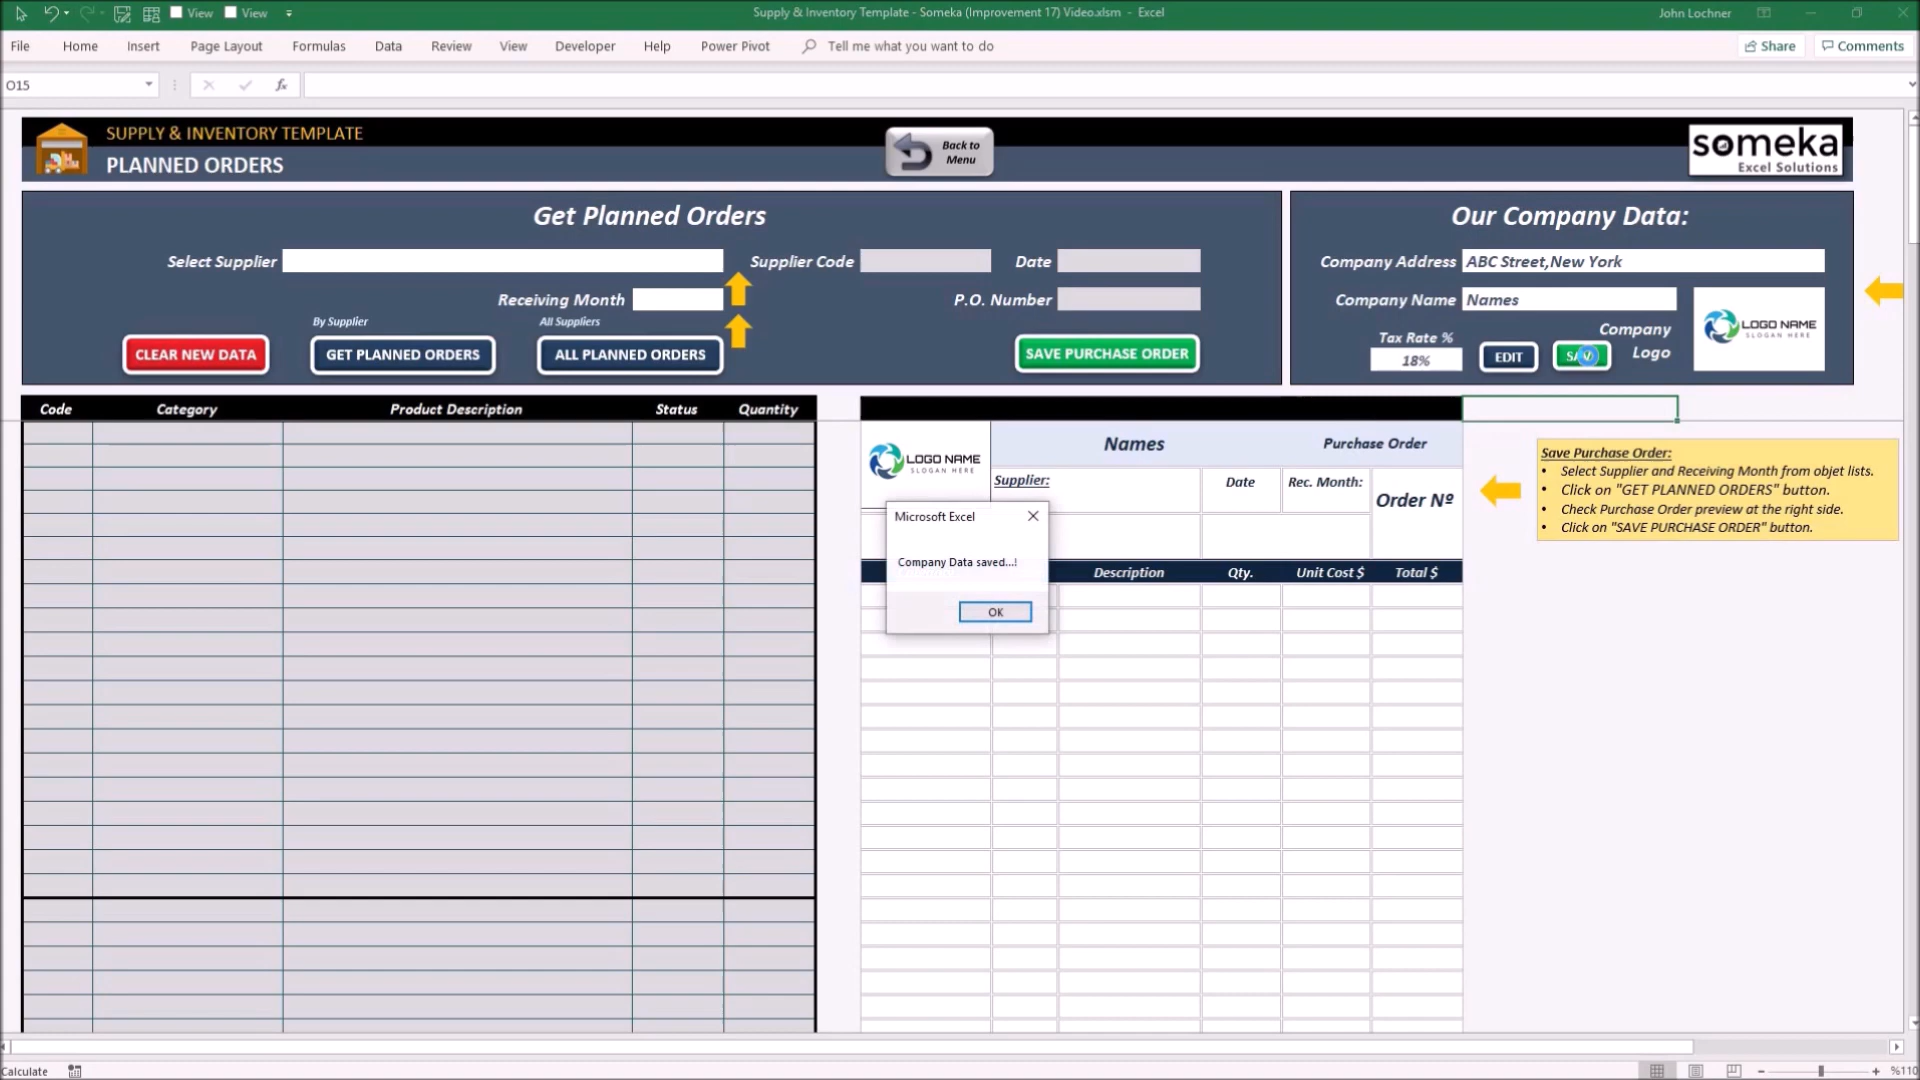 View
View
Supply & Inventory Template - Someka (Improvement 17) Video.xlsm - Excel
John Lochner
File Home Insert Page Layout Formulas Data Review View Developer Help Power Pivot Tell me what you want to do Share Comments
O15
fx
SUPPLY & INVENTORY TEMPLATE
PLANNED ORDERS
Back to
Menu
someka
Excel Solutions
Get Planned Orders
Select Supplier
Supplier Code
Date
Receiving Month
P.O. Number
By Supplier
All Suppliers
CLEAR NEW DATA
GET PLANNED ORDERS
ALL PLANNED ORDERS
SAVE PURCHASE ORDER
Our Company Data:
Company Address ABC Street,New York
Company Name Names
Tax Rate %
18%
EDIT
Company
Logo
LOGO NAME
SLOGAN HERE
Code Category Product Description Status Quantity
LOGO NAME
SLOGAN HERE
Names
Purchase Order
Supplier:
Date
Rec. Month:
Order Nº
Description Qty. Unit Cost $ Total $
Microsoft Excel
Company Data saved...!
OK
Save Purchase Order:
• Select Supplier and Receiving Month from objet lists.
• Click on "GET PLANNED ORDERS" button.
• Check Purchase Order preview at the right side.
• Click on "SAVE PURCHASE ORDER" button.
Calculate
%110